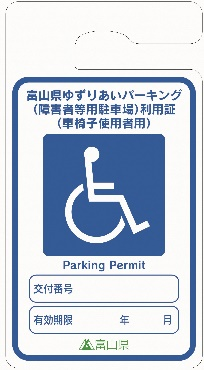 富山県ゆずりあいパーキング
（障害者等用駐車場）利用証
（車椅子使用者用）
Parking Permit
交付番号
有効期限 年 月
富山県